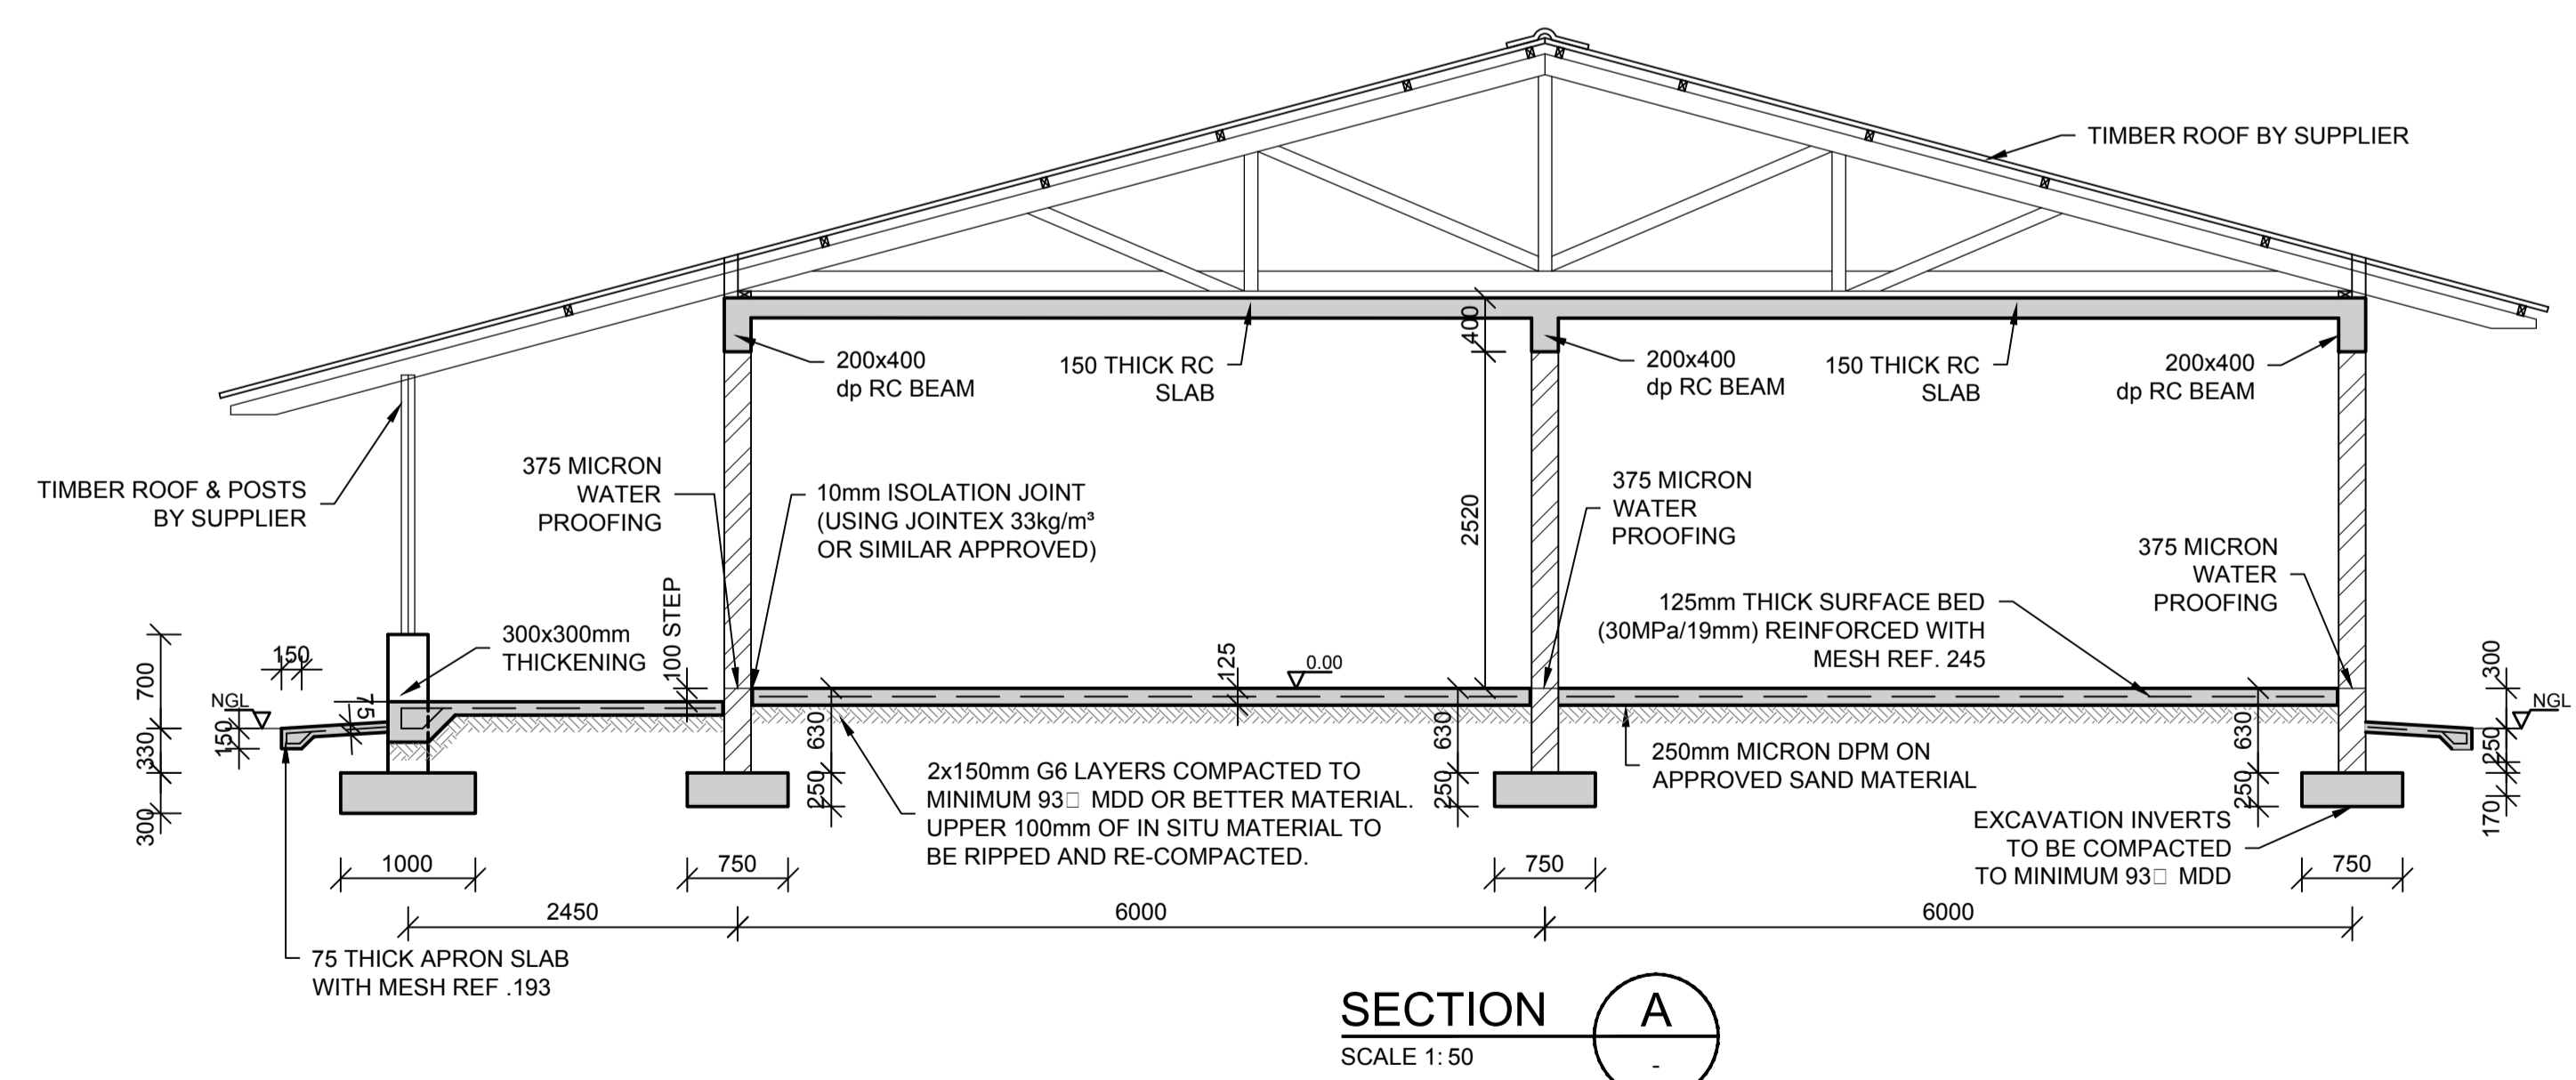 TIMBER ROOF BY SUPPLIER
400
200x400
dp RC BEAM
150 THICK RC
SLAB
200x400
dp RC BEAM
150 THICK RC
SLAB
200x400
dp RC BEAM
TIMBER ROOF & POSTS
BY SUPPLIER
375 MICRON
WATER
PROOFING
10mm ISOLATION JOINT
(USING JOINTEX 33kg/m³
OR SIMILAR APPROVED)
2520
375 MICRON
WATER
PROOFING
375 MICRON
WATER
PROOFING
125mm THICK SURFACE BED
(30MPa/19mm) REINFORCED WITH
MESH REF. 245
300x300mm
THICKENING
100 STEP
150
700
NGL
75
150
330
300
125
0.00
630
250
630
250
630
250
300
NGL
250
170
2x150mm G6 LAYERS COMPACTED TO
MINIMUM 93□ MDD OR BETTER MATERIAL.
UPPER 100mm OF IN SITU MATERIAL TO
BE RIPPED AND RE-COMPACTED.
250mm MICRON DPM ON
APPROVED SAND MATERIAL
EXCAVATION INVERTS
TO BE COMPACTED
TO MINIMUM 93□ MDD
1000
750
750
750
2450
6000
6000
75 THICK APRON SLAB
WITH MESH REF .193
SECTION
A
SCALE 1: 50
-